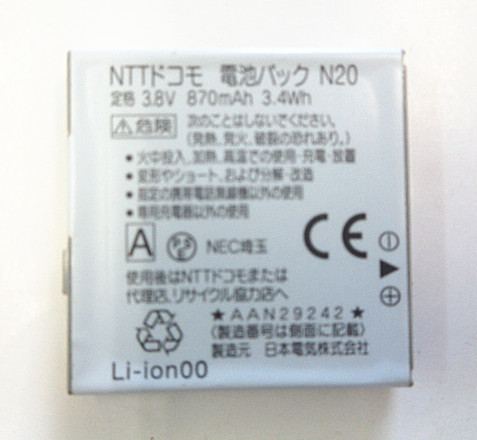 NTTドコモ 電池パック N20
定格 3.8V 870mAh 3.4Wh
⚠危険 次のことはしないでください。
(発熱、発火、破裂の恐れあり。)
• 火中投入、加熱、高温での使用・充電・放置
• 変形やショート、および分解・改造
• 指定の携帯電話無線機以外の使用
• 専用充電器以外の使用
A PSE NEC埼玉 CE
使用後はNTTドコモまたは
代理店、リサイクル協力店へ
★AAN29242★
(製造番号は側面に記載)
製造元 日本電気株式会社
Li-ion00